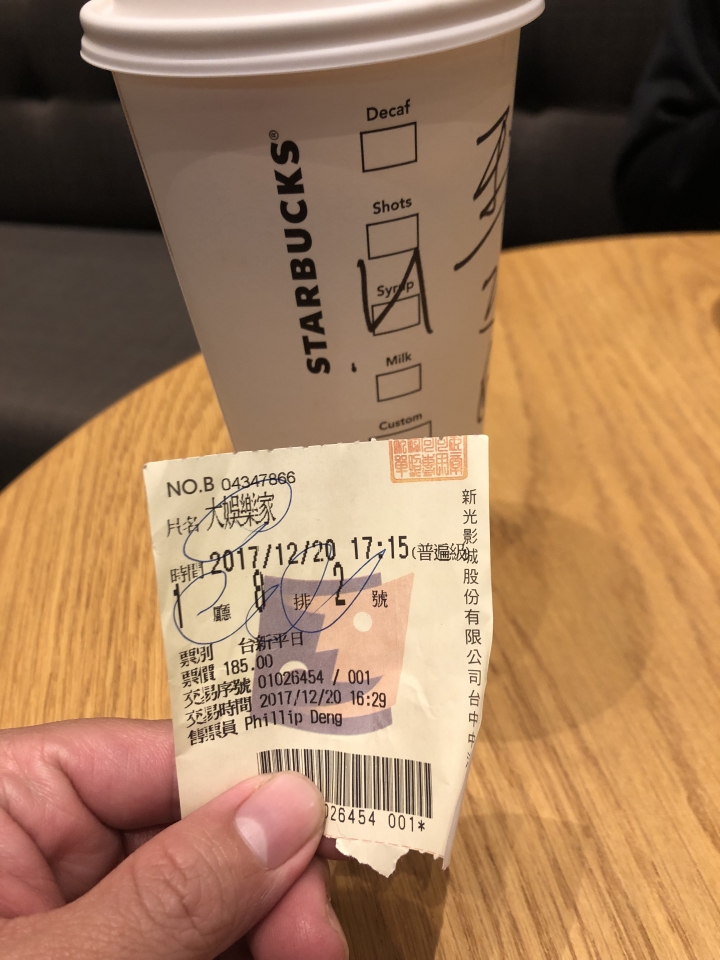 STARBUCKS®
Decaf
Shots
Syrup
Milk
Custom
NO.B 04347866
片名 大娛樂家
時間 2017/12/20 17:15(普遍級)
1 廳 8 排 2 號
票別 台新平日
票價 185.00
交易序號 01026454 / 001
交易時間 2017/12/20 16:29
售票員 Phillip Deng
026454 001*
新光影城股份有限公司台中中